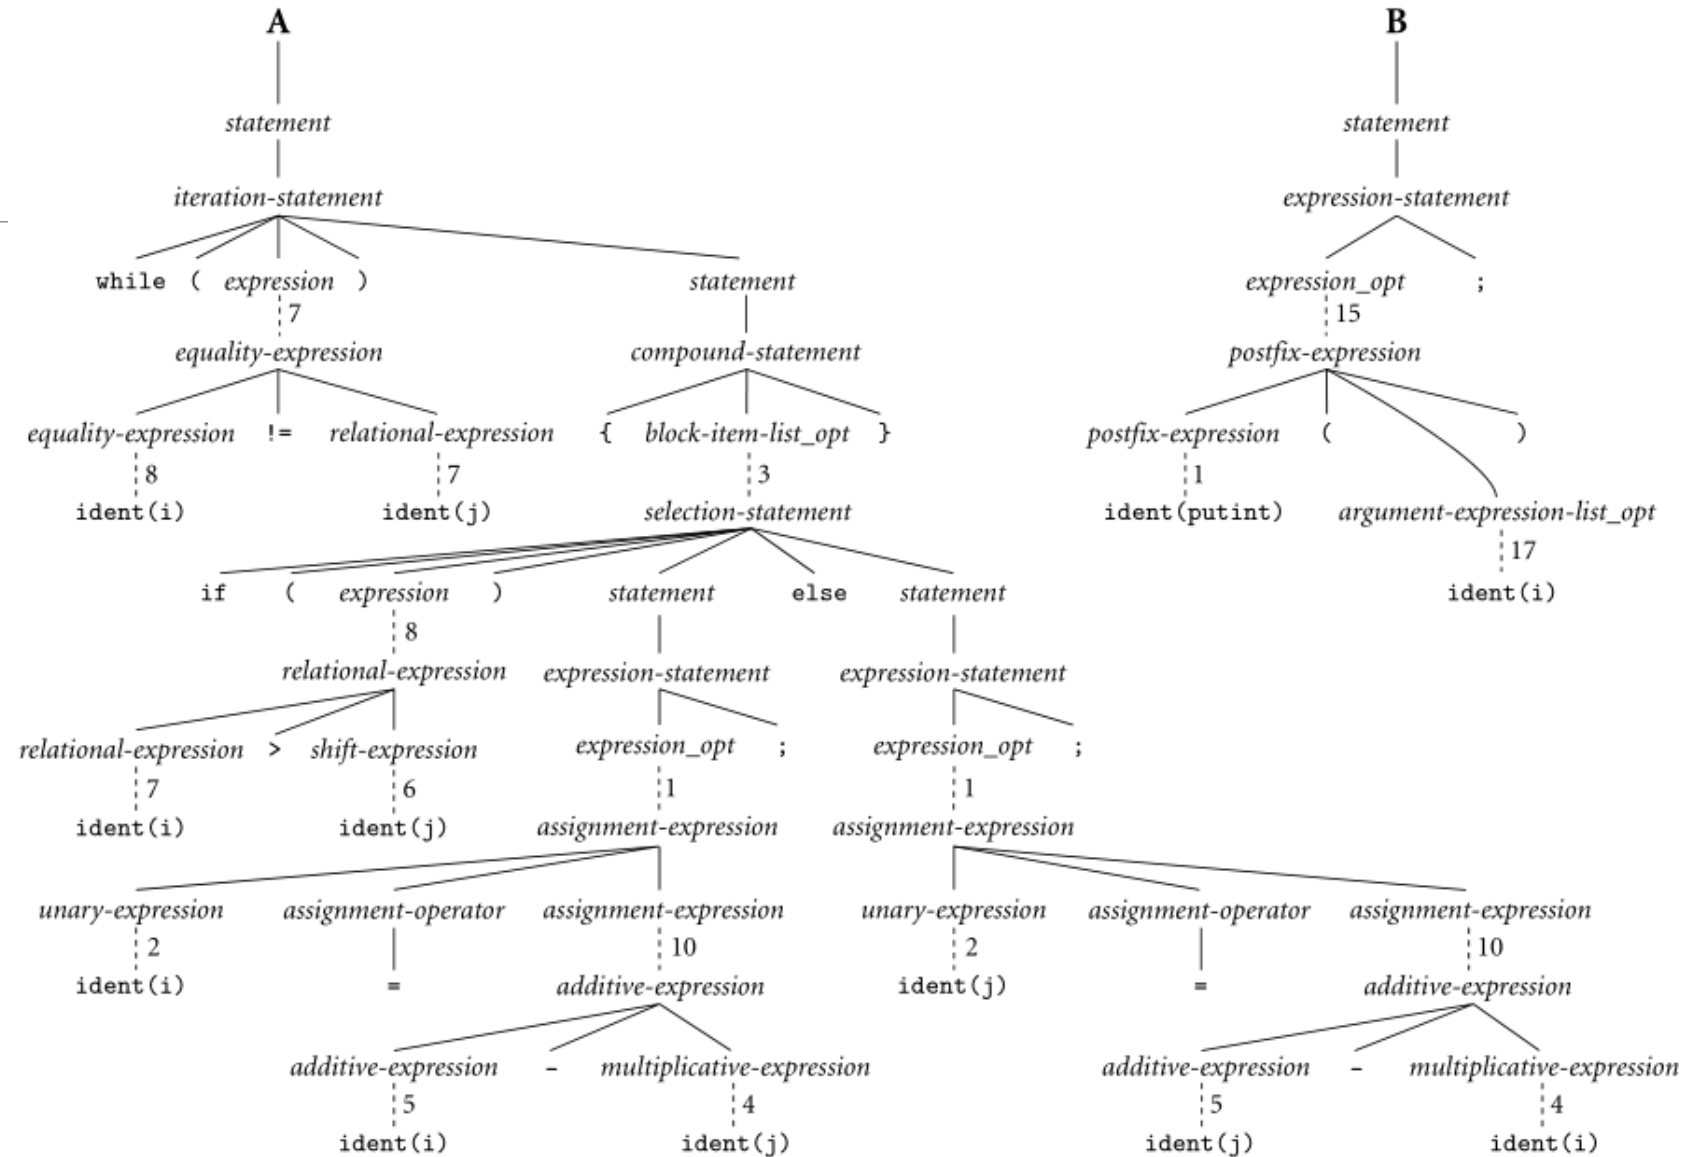 A B
statement statement
iteration-statement expression-statement
while ( expression ) statement expression_opt ;
7 15
equality-expression compound-statement postfix-expression
equality-expression != relational-expression { block-item-list_opt } postfix-expression ( )
8 7 3 1
ident(i) ident(j) selection-statement ident(putint) argument-expression-list_opt
17
if ( expression ) statement else statement ident(i)
8
relational-expression expression-statement expression-statement
relational-expression > shift-expression expression_opt ; expression_opt ;
7 6 1 1
ident(i) ident(j) assignment-expression assignment-expression
unary-expression assignment-operator assignment-expression unary-expression assignment-operator assignment-expression
2 10 2 10
ident(i) = additive-expression ident(j) = additive-expression
additive-expression - multiplicative-expression additive-expression - multiplicative-expression
5 4 5 4
ident(i) ident(j) ident(j) ident(i)